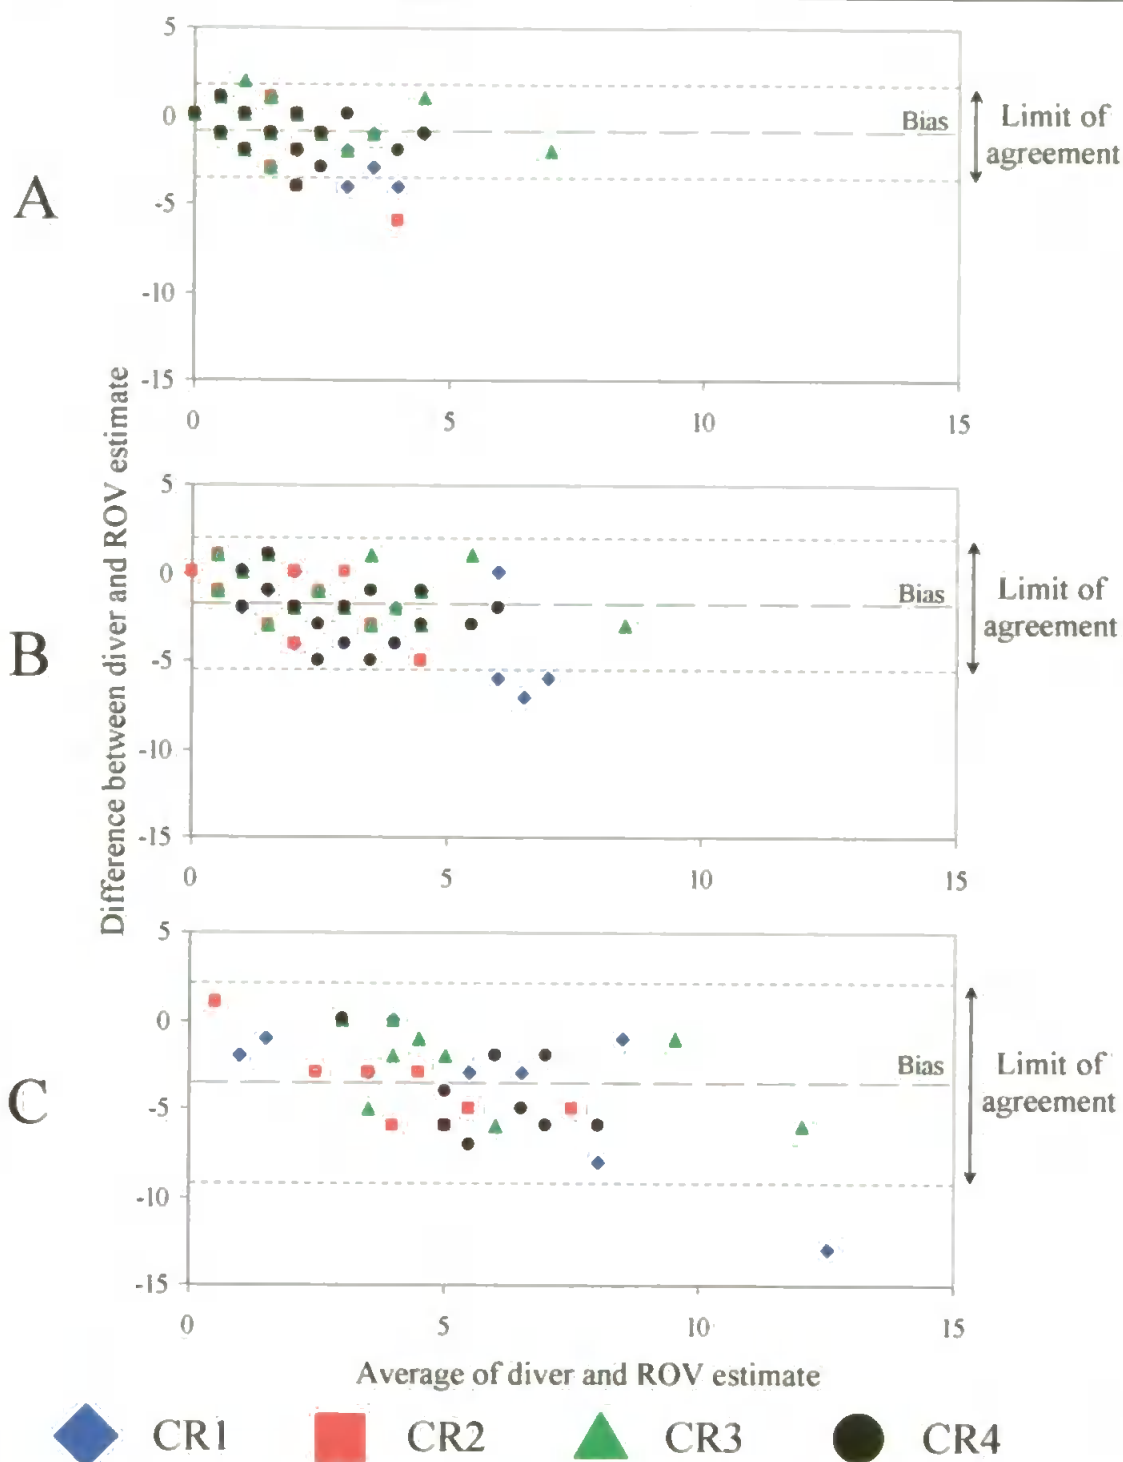 A
5
0
-5
-10
-15
0 5 10 15
Bias
Limit of
agreement
Difference between diver and ROV estimate
B
5
0
-5
-10
-15
0 5 10 15
Bias
Limit of
agreement
C
5
0
-5
-10
-15
0 5 10 15
Bias
Limit of
agreement
Average of diver and ROV estimate
CR1 CR2 CR3 CR4